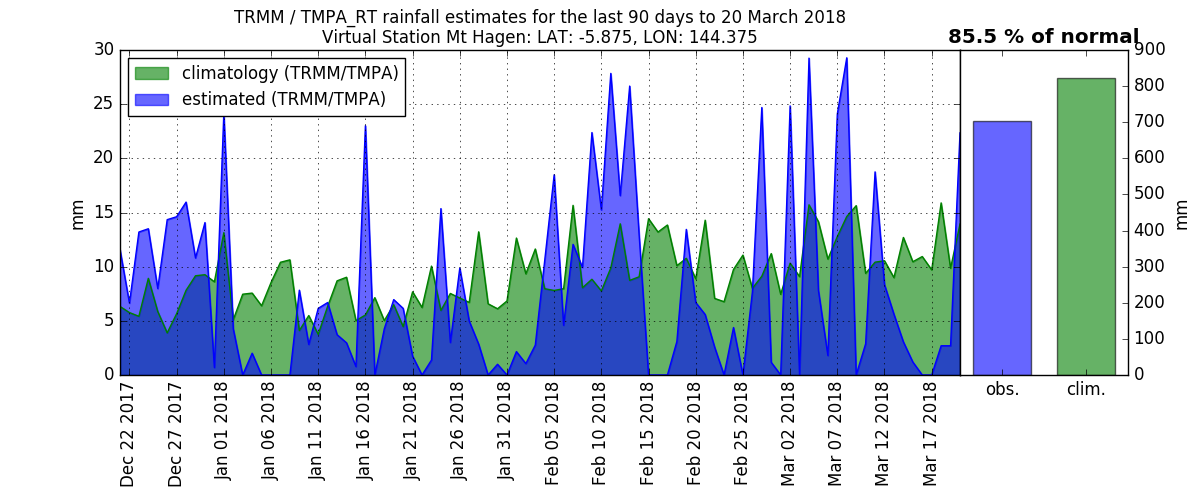 TRMM / TMPA_RT rainfall estimates for the last 90 days to 20 March 2018
Virtual Station Mt Hagen: LAT: -5.875, LON: 144.375
85.5 % of normal
climatology (TRMM/TMPA)
estimated (TRMM/TMPA)
mm
30
25
20
15
10
5
0
Dec 22 2017
Dec 27 2017
Jan 01 2018
Jan 06 2018
Jan 11 2018
Jan 16 2018
Jan 21 2018
Jan 26 2018
Jan 31 2018
Feb 05 2018
Feb 10 2018
Feb 15 2018
Feb 20 2018
Feb 25 2018
Mar 02 2018
Mar 07 2018
Mar 12 2018
Mar 17 2018
obs.
clim.
900
800
700
600
500
400
300
200
100
0
mm